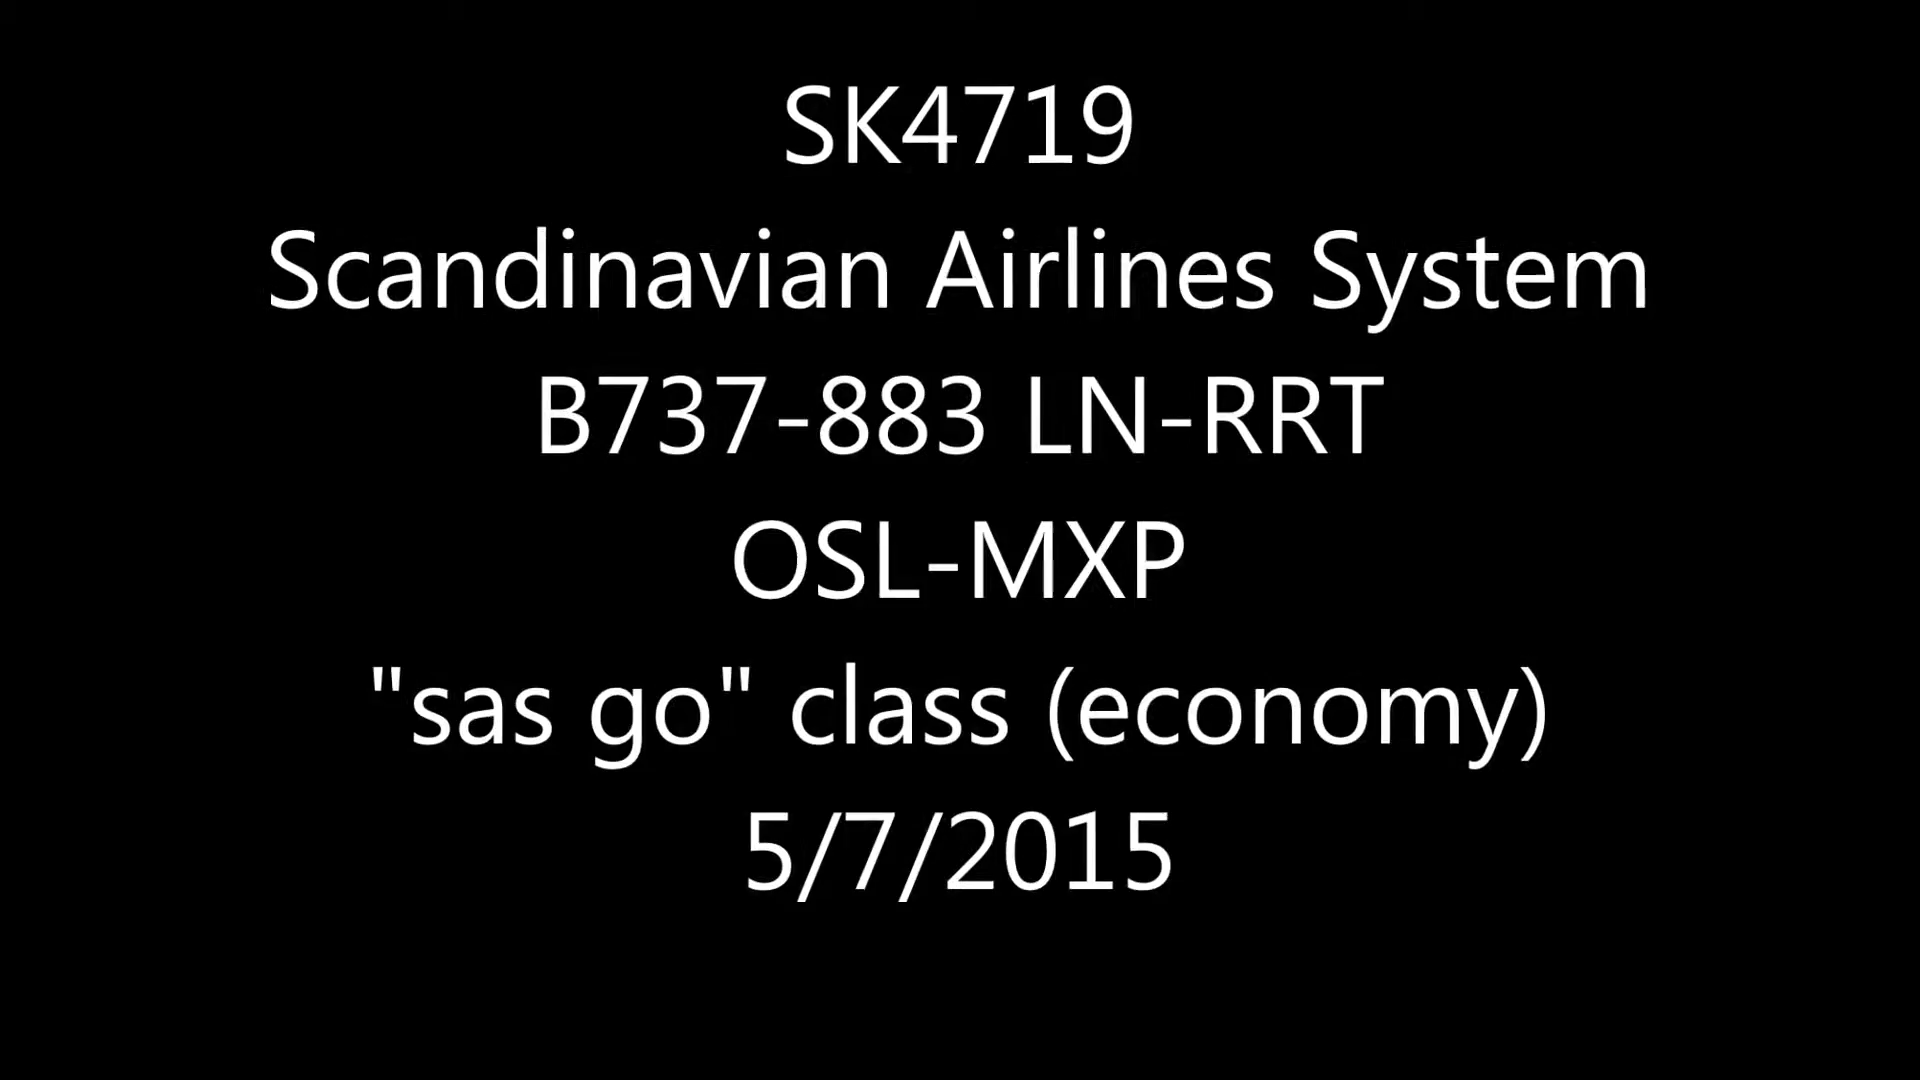 SK4719
Scandinavian Airlines System
B737-883 LN-RRT
OSL-MXP
"sas go" class (economy)
5/7/2015